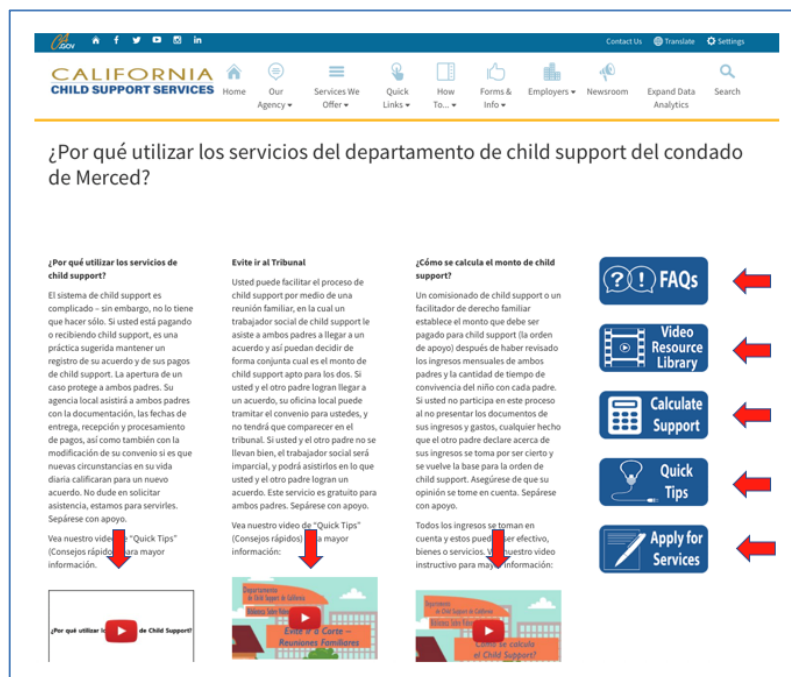 CA.GOV
Contact Us Translate Settings
CALIFORNIA
CHILD SUPPORT SERVICES
Home
Our
Agency
Services We
Offer
Quick
Links
How
To...
Forms &
Info
Employers
Newsroom
Expand Data
Analytics
Search
¿Por qué utilizar los servicios del departamento de child support del condado
de Merced?
¿Por qué utilizar los servicios de
child support?
El sistema de child support es
complicado – sin embargo, no lo tiene
que hacer sólo. Si usted está pagando
o recibiendo child support, es una
práctica sugerida mantener un
registro de su acuerdo y de sus pagos
de child support. La apertura de un
caso protege a ambos padres. Su
agencia local asistirá a ambos padres
con la documentación, las fechas de
entrega, recepción y procesamiento
de pagos, así como también con la
modificación de su convenio si es que
nuevas circunstancias en su vida
diaria calificaran para un nuevo
acuerdo. No dude en solicitar
asistencia, estamos para servirles.
Sepárese con apoyo.
Vea nuestro video de "Quick Tips"
(Consejos rápidos) para mayor
información.
¿Por qué utilizar de Child Support?
Evite ir al Tribunal
Usted puede facilitar el proceso de
child support por medio de una
reunión familiar, en la cual un
trabajador social de child support le
asiste a ambos padres a llegar a un
acuerdo y así puedan decidir de
forma conjunta cual es el monto de
child support apto para los dos. Si
usted y el otro padre logran llegar a
un acuerdo, su oficina local puede
tramitar el convenio para ustedes, y
no tendrá que comparecer en el
tribunal. Si usted y el otro padre no se
llevan bien, el trabajador social será
imparcial, y podrá asistirlos en lo que
usted y el otro padre logran un
acuerdo. Este servicio es gratuito para
ambos padres. Sepárese con apoyo.
Vea nuestro video de "Quick Tips"
(Consejos rápidos) mayor
información:
Departamento
de Child Support de California
Biblioteca Sobre
Evite ir a Corte –
Reuniones Familiares
¿Cómo se calcula el monto de child
support?
Un comisionado de child support o un
facilitador de derecho familiar
establece el monto que debe ser
pagado para child support (la orden
de apoyo) después de haber revisado
los ingresos mensuales de ambos
padres y la cantidad de tiempo de
convivencia del niño con cada padre.
Si usted no participa en este proceso
al no presentar los documentos de
sus ingresos y gastos, cualquier hecho
que el otro padre declare acerca de
sus ingresos se toma por ser cierto y
se vuelve la base para la orden de
child support. Asegúrese de que su
opinión se tome en cuenta. Sepárese
con apoyo.
Todos los ingresos se toman en
cuenta y estos pueden ser efectivo,
bienes o servicios. nuestro video
instructivo para mayor información:
Departamento
de Child Support de California
Biblioteca Sobre
Cómo se calcula
el Child Support?
FAQs
Video
Resource
Library
Calculate
Support
Quick
Tips
Apply for
Services